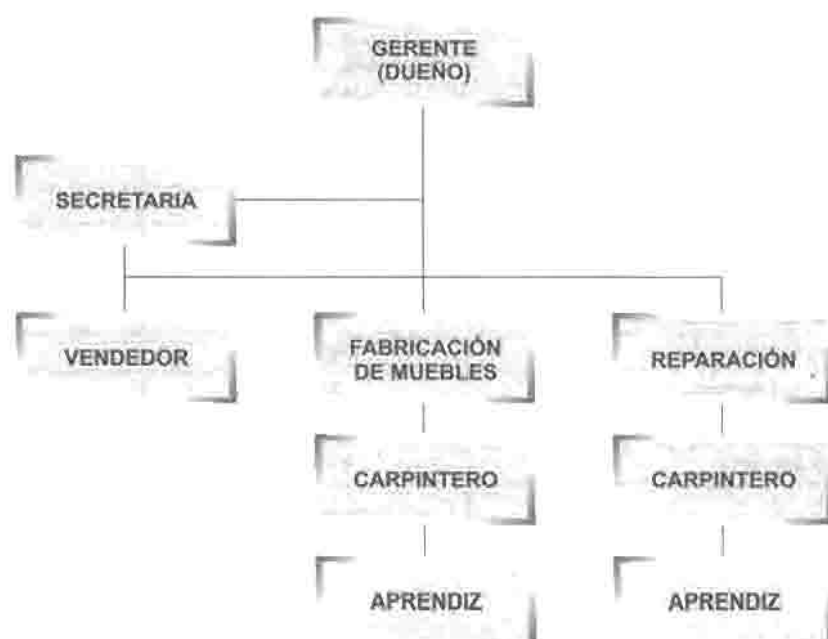 GERENTE
(DUEÑO)
SECRETARIA
VENDEDOR
FABRICACIÓN
DE MUEBLES
REPARACIÓN
CARPINTERO
CARPINTERO
APRENDIZ
APRENDIZ